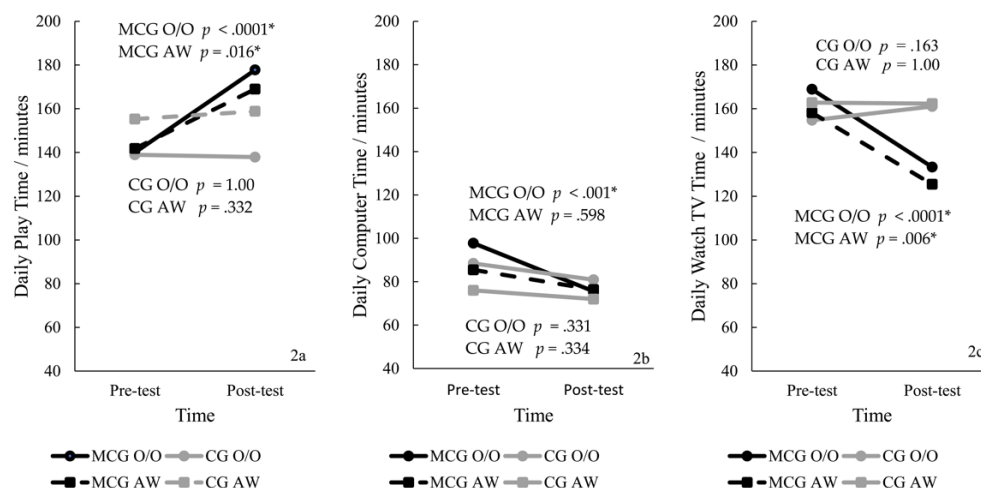 200
180
160
140
120
100
80
60
40
Daily Play Time / minutes
MCG O/O p < .0001*
MCG AW p = .016*
CG O/O p = 1.00
CG AW p = .332
2a
Pre-test Post-test
Time
MCG O/O CG O/O
MCG AW CG AW
200
180
160
140
120
100
80
60
40
Daily Computer Time / minutes
MCG O/O p < .001*
MCG AW p = .598
CG O/O p = .331
CG AW p = .334
2b
Pre-test Post-test
Time
MCG O/O CG O/O
MCG AW CG AW
200
180
160
140
120
100
80
60
40
Daily Watch TV Time / minutes
CG O/O p = .163
CG AW p = 1.00
MCG O/O p < .0001*
MCG AW p = .006*
2c
Pre-test Post-test
Time
MCG O/O CG O/O
MCG AW CG AW